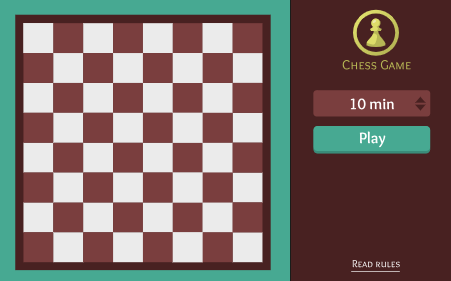 Chess Game
10 min
Play
Read rules